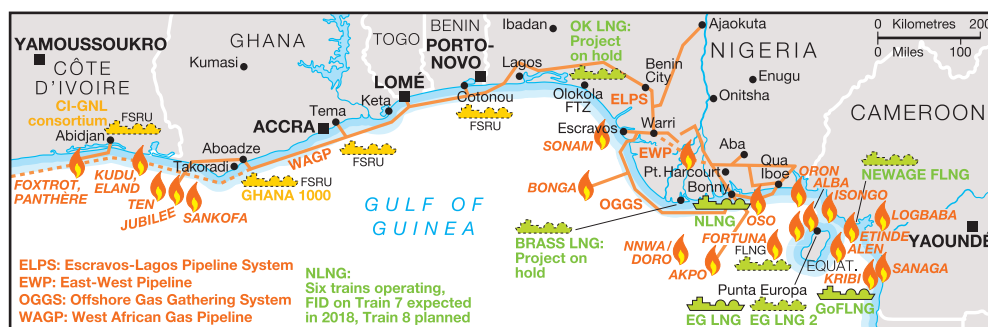 YAMOUSSOUKRO
CÔTE
D'IVOIRE
CI-GNL
consortium
FSRU
Abidjan
FOXTROT,
PANTHÈRE
KUDU,
ELAND
TEN
JUBILEE
SANKOFA
GHANA
Kumasi
Tema
ACCRA
Aboadze
Takoradi
FSRU
GHANA 1000
WAGP
Keta
TOGO
LOMÉ
FSRU
BENIN
PORTO-
NOVO
Cotonou
FSRU
Ibadan
Lagos
OK LNG:
Project
on hold
Olokola
FTZ
NIGERIA
Ajaokuta
Benin
City
Enugu
Onitsha
ELPS
Escravos
Warri
SONAM
EWP
Aba
Pt. Harcourt
Qua
Iboe
Bonny
BONGA
OGGS
NLNG
OSO
BRASS LNG:
Project on
hold
NNWA/
DORO
AKPO
FORTUNA
FLNG
CAMEROON
NEWAGE FLNG
ORON
ALBA
ISONGO
LOGBABA
ETINDE
ALEN
YAOUNDÉ
EQUAT.
KRIBI
SANAGA
Punta Europa
EG LNG
EG LNG 2
GoFLNG
GULF OF
GUINEA
0 Kilometres 200
0 Miles 100
ELPS: Escravos-Lagos Pipeline System
EWP: East-West Pipeline
OGGS: Offshore Gas Gathering System
WAGP: West African Gas Pipeline
NLNG:
Six trains operating,
FID on Train 7 expected
in 2018, Train 8 planned